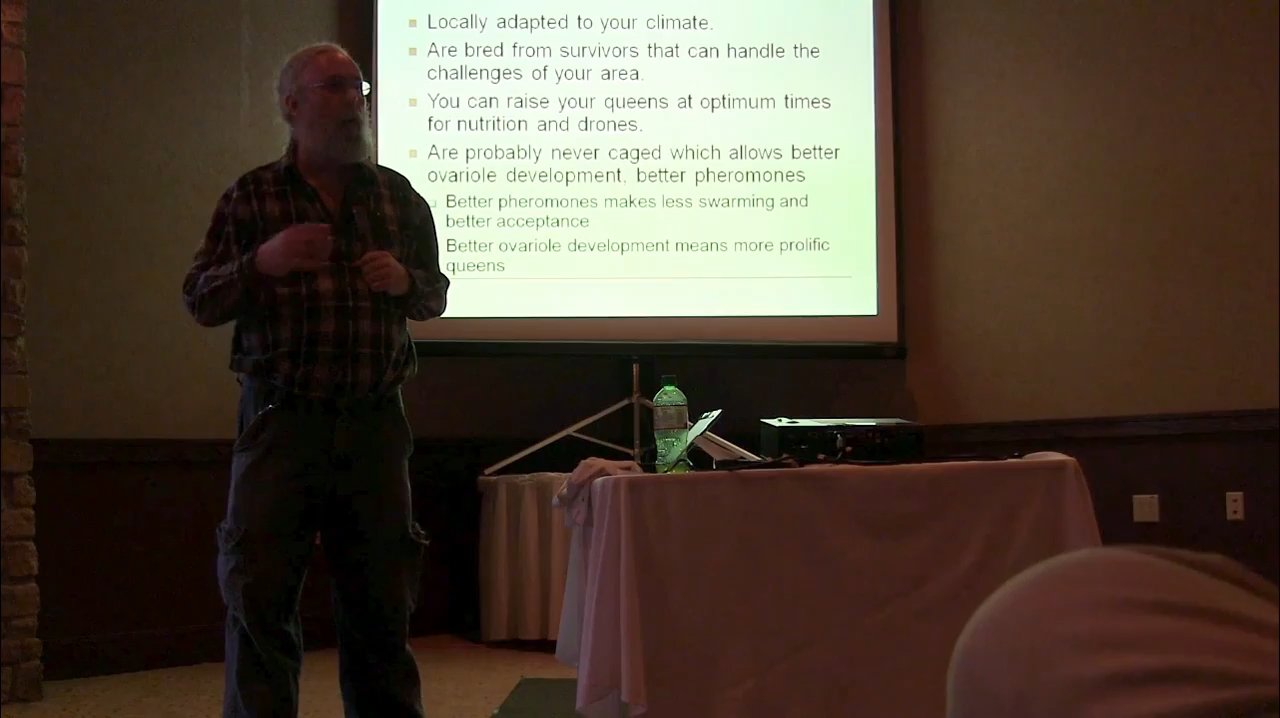 Locally adapted to your climate.
Are bred from survivors that can handle the
challenges of your area.
You can raise your queens at optimum times
for nutrition and drones.
Are probably never caged which allows better
ovariole development, better pheromones
Better pheromones makes less swarming and
better acceptance
Better ovariole development means more prolific
queens